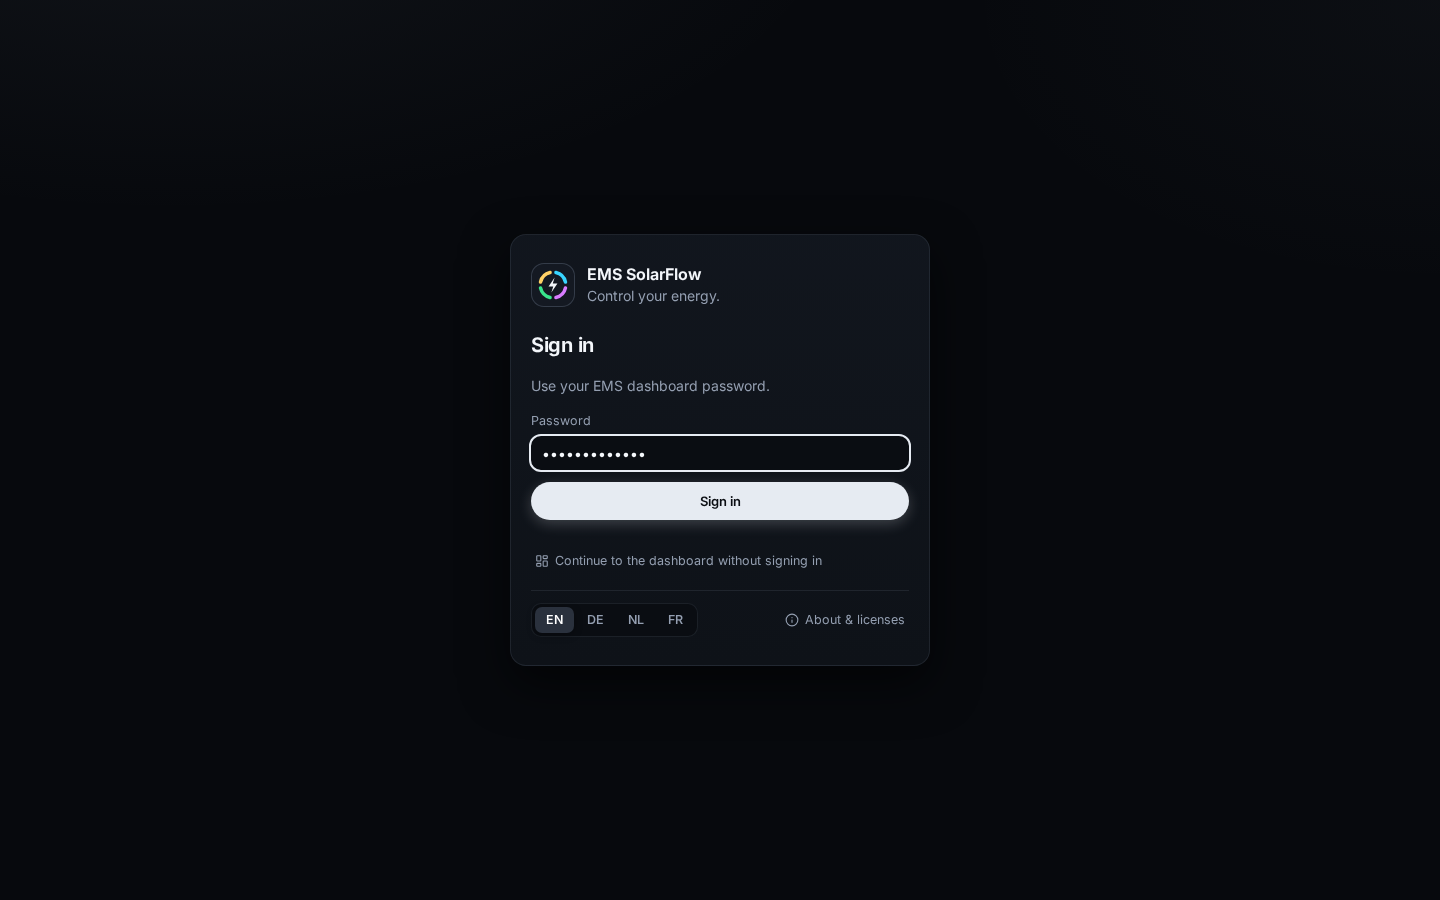 EMS SolarFlow
Control your energy.
Sign in
Use your EMS dashboard password.
Password
•••••••••••••
Sign in
Continue to the dashboard without signing in
EN DE NL FR
About & licenses